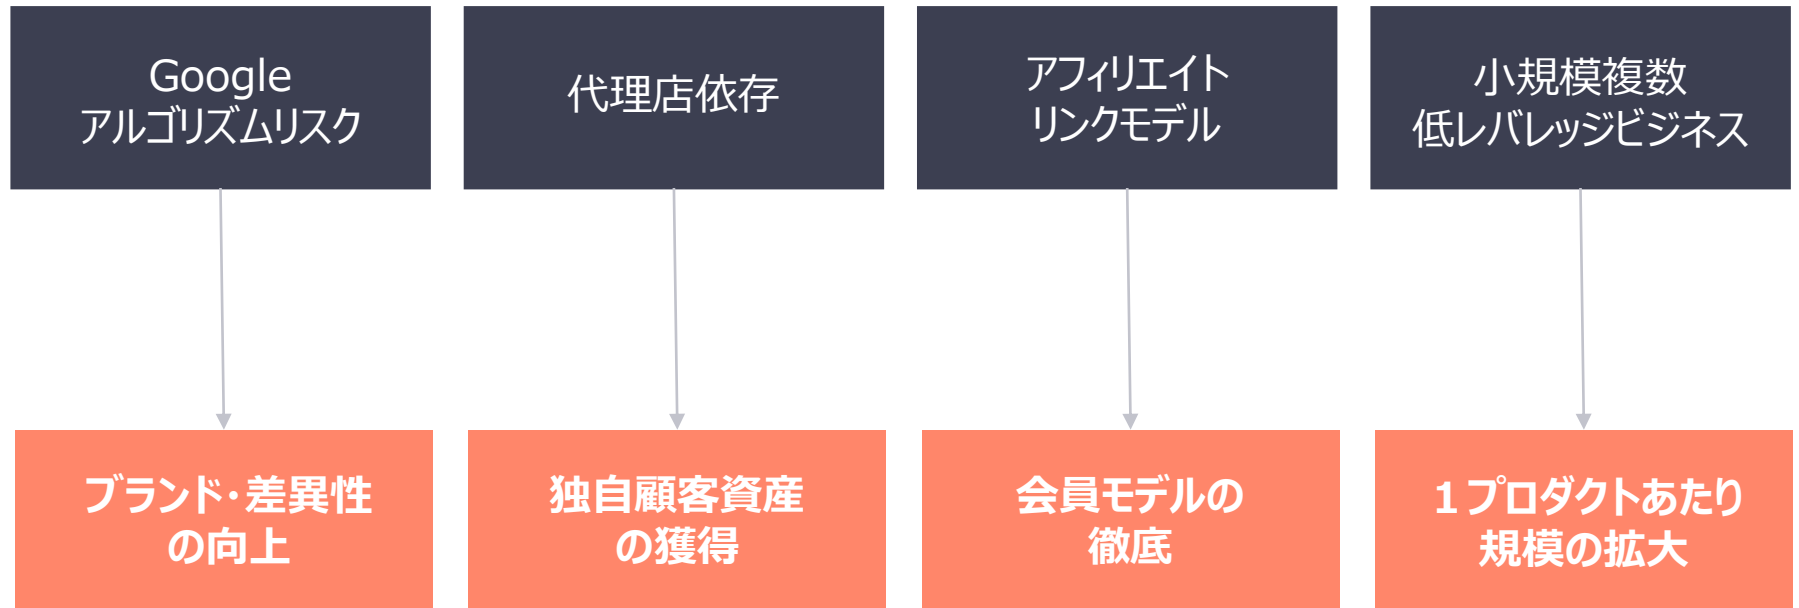 Google
アルゴリズムリスク
代理店依存
アフィリエイト
リンクモデル
小規模複数
低レバレッジビジネス
ブランド・差異性
の向上
独自顧客資産
の獲得
会員モデルの
徹底
１プロダクトあたり
規模の拡大